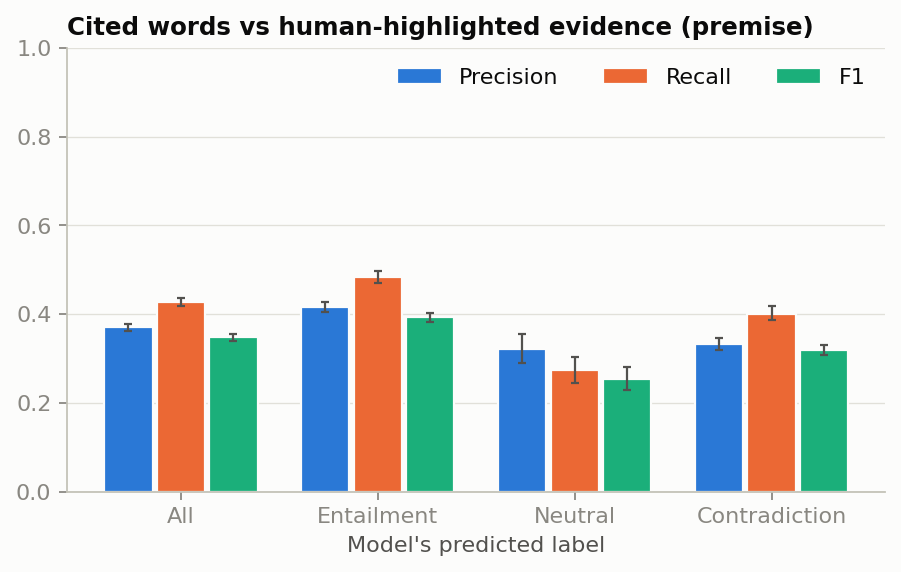 Cited words vs human-highlighted evidence (premise)
1.0
Precision Recall F1
0.8
0.6
0.4
0.2
0.0
All Entailment Neutral Contradiction
Model's predicted label